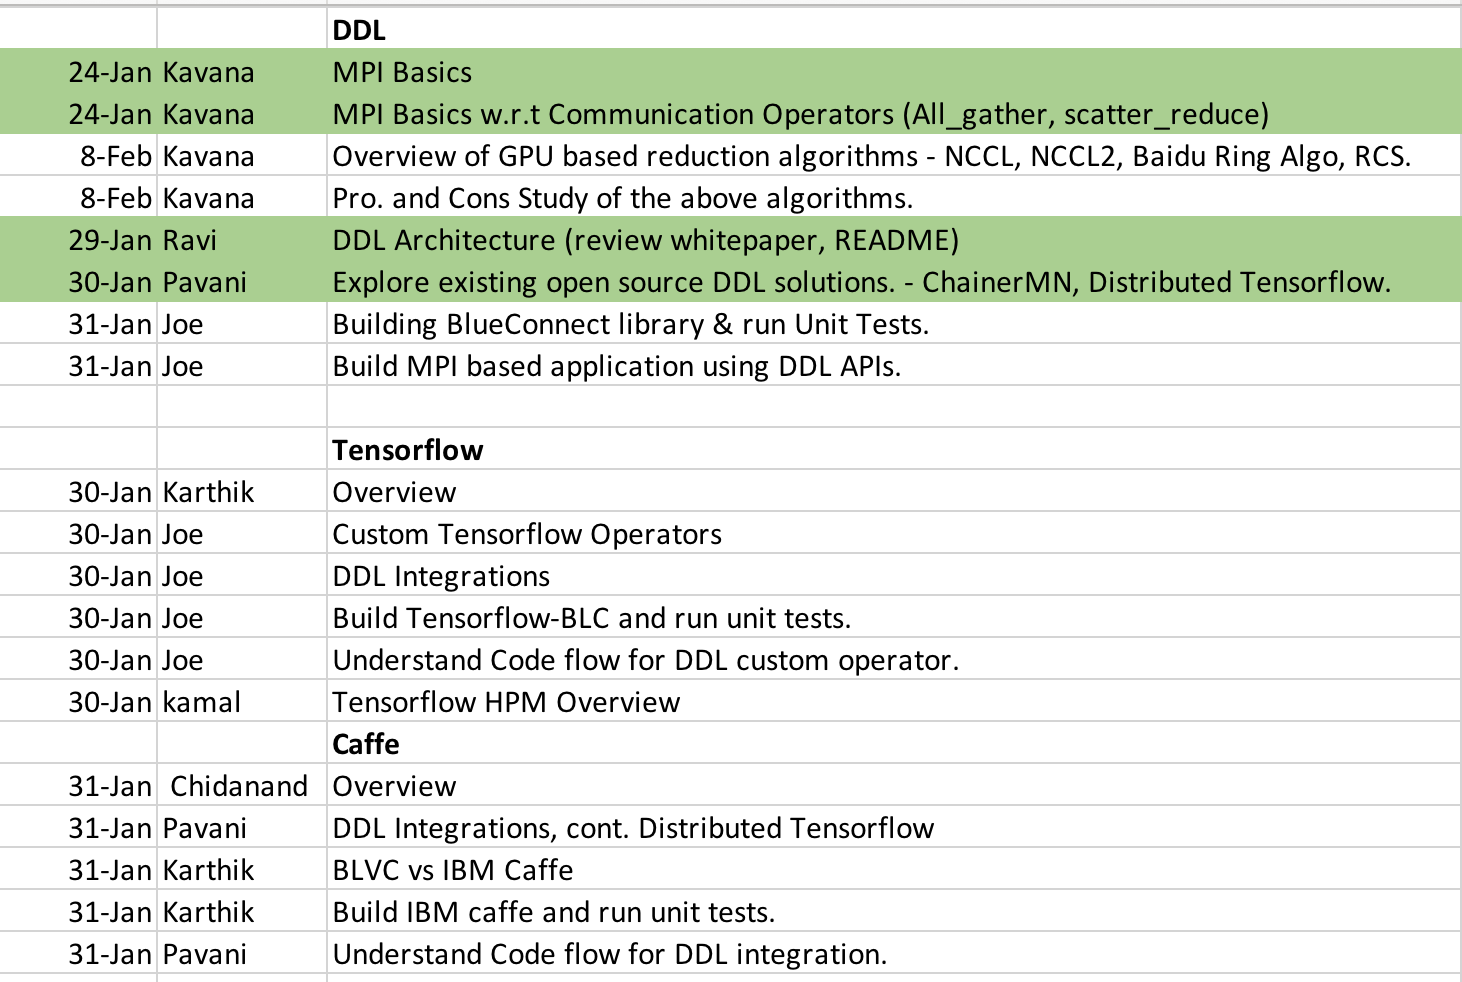 DDL
24-Jan Kavana MPI Basics
24-Jan Kavana MPI Basics w.r.t Communication Operators (All_gather, scatter_reduce)
8-Feb Kavana Overview of GPU based reduction algorithms - NCCL, NCCL2, Baidu Ring Algo, RCS.
8-Feb Kavana Pro. and Cons Study of the above algorithms.
29-Jan Ravi DDL Architecture (review whitepaper, README)
30-Jan Pavani Explore existing open source DDL solutions. - ChainerMN, Distributed Tensorflow.
31-Jan Joe Building BlueConnect library & run Unit Tests.
31-Jan Joe Build MPI based application using DDL APIs.
Tensorflow
30-Jan Karthik Overview
30-Jan Joe Custom Tensorflow Operators
30-Jan Joe DDL Integrations
30-Jan Joe Build Tensorflow-BLC and run unit tests.
30-Jan Joe Understand Code flow for DDL custom operator.
30-Jan kamal Tensorflow HPM Overview
Caffe
31-Jan Chidanand Overview
31-Jan Pavani DDL Integrations, cont. Distributed Tensorflow
31-Jan Karthik BLVC vs IBM Caffe
31-Jan Karthik Build IBM caffe and run unit tests.
31-Jan Pavani Understand Code flow for DDL integration.